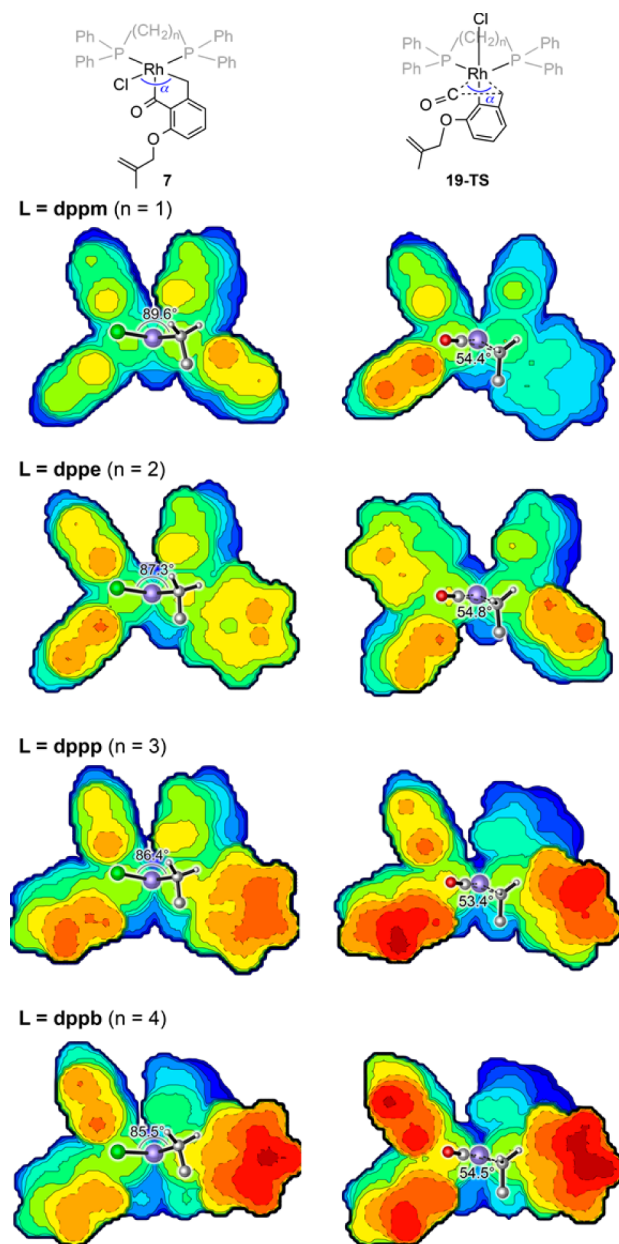 (CH2)n
Ph P P Ph
Ph Rh Ph
Cl
α
O
O
7
Cl
(CH2)n
Ph P P Ph
Ph Rh Ph
O=C
α
O
19-TS
L = dppm (n = 1)
89.6°
54.4°
L = dppe (n = 2)
87.3°
54.8°
L = dppp (n = 3)
86.4°
53.4°
L = dppb (n = 4)
85.5°
54.5°